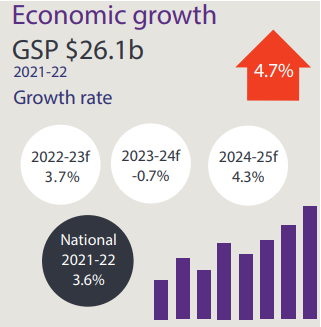 Economic growth
GSP $26.1b
2021-22
4.7%
Growth rate
2022-23f
3.7%
2023-24f
-0.7%
2024-25f
4.3%
National
2021-22
3.6%